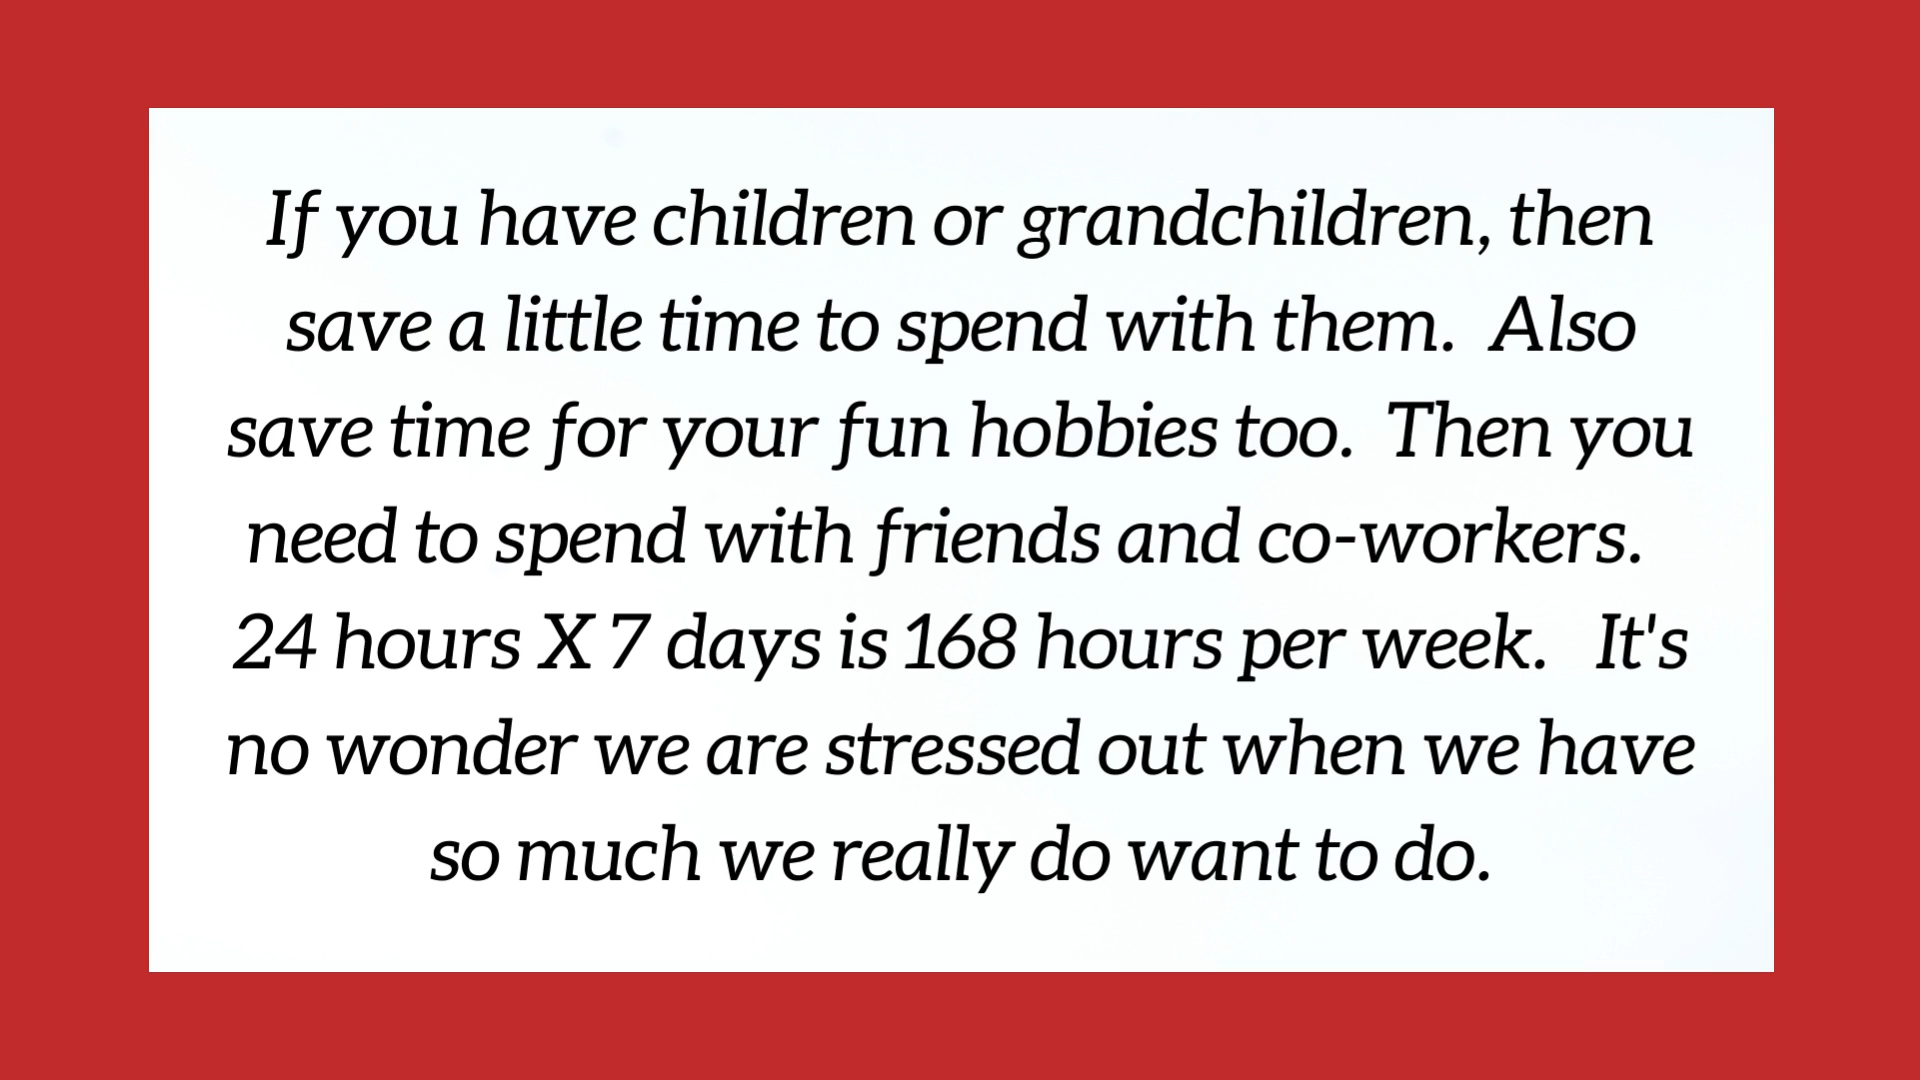 If you have children or grandchildren, then
save a little time to spend with them.  Also
save time for your fun hobbies too.  Then you
need to spend with friends and co-workers.
24 hours X 7 days is 168 hours per week.   It's
no wonder we are stressed out when we have
so much we really do want to do.